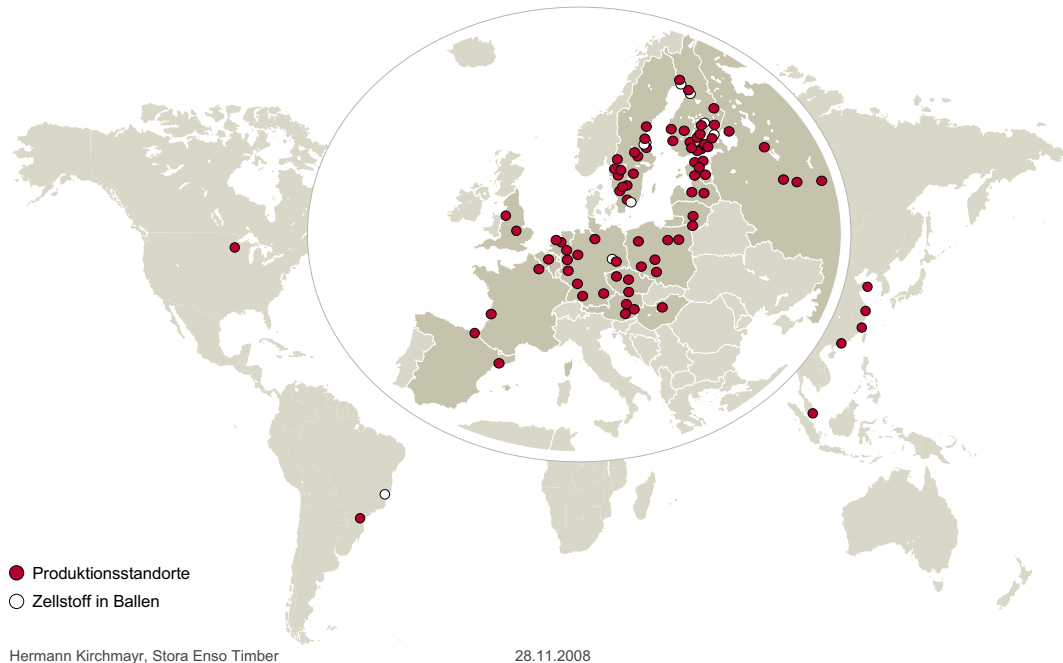 Produktionsstandorte
Zellstoff in Ballen
Hermann Kirchmayr, Stora Enso Timber 28.11.2008